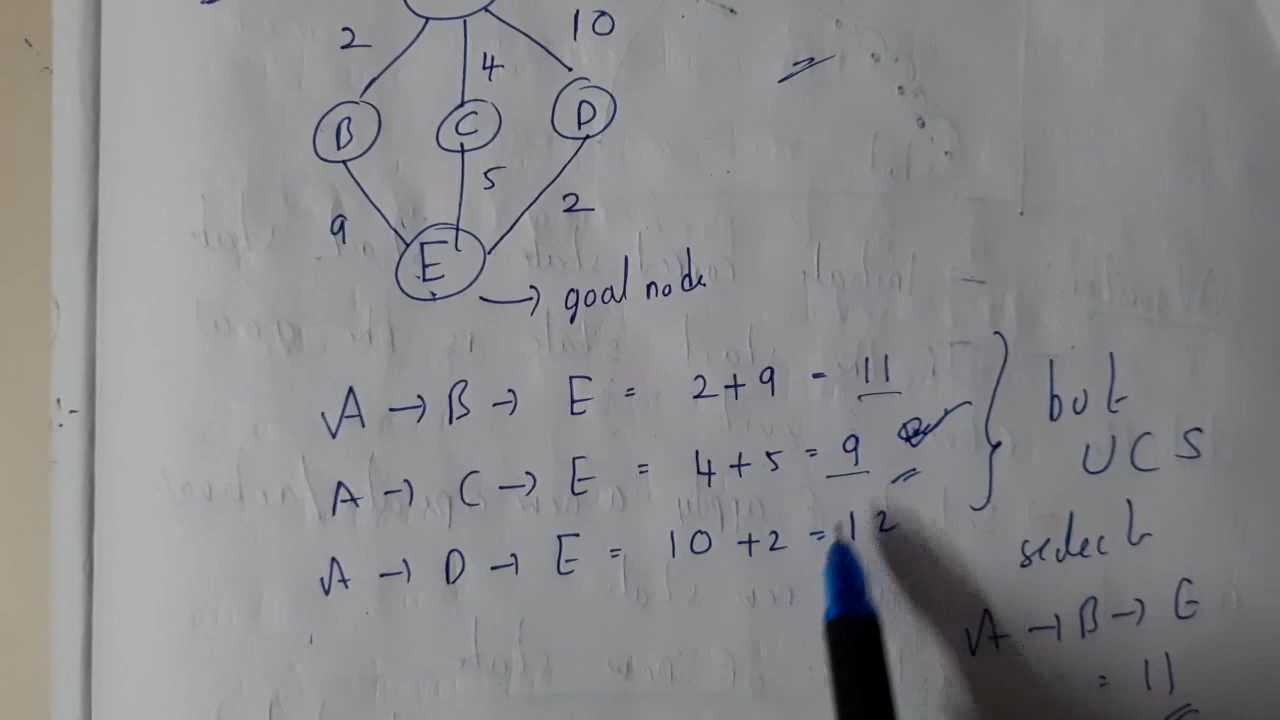 2 4 10
B C D
9 5 2
E → goal node
A → B → E = 2+9 = 11
A → C → E = 4+5 = 9
A → D → E = 10+2 = 12
but
UCS
select
A → B → E
= 11